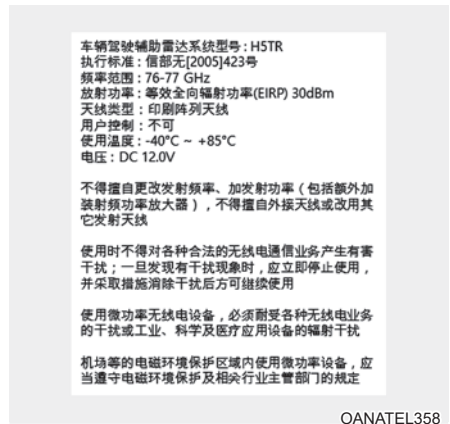 车辆驾驶辅助雷达系统型号：H5TR
执行标准：信部无[2005]423号
频率范围：76-77 GHz
放射功率：等效全向辐射功率(EIRP) 30dBm
天线类型：印刷阵列天线
用户控制：不可
使用温度：-40°C ~ +85°C
电压：DC 12.0V
不得擅自更改发射频率、加发射功率（包括额外加
装射频功率放大器），不得擅自外接天线或改用其
它发射天线
使用时不得对各种合法的无线电通信业务产生有害
干扰；一旦发现有干扰现象时，应立即停止使用，
并采取措施消除干扰后方可继续使用
使用微功率无线电设备，必须耐受各种无线电业务
的干扰或工业、科学及医疗应用设备的辐射干扰
机场等的电磁环境保护区域内使用微功率设备，应
当遵守电磁环境保护及相关行业主管部门的规定
OANATEL358